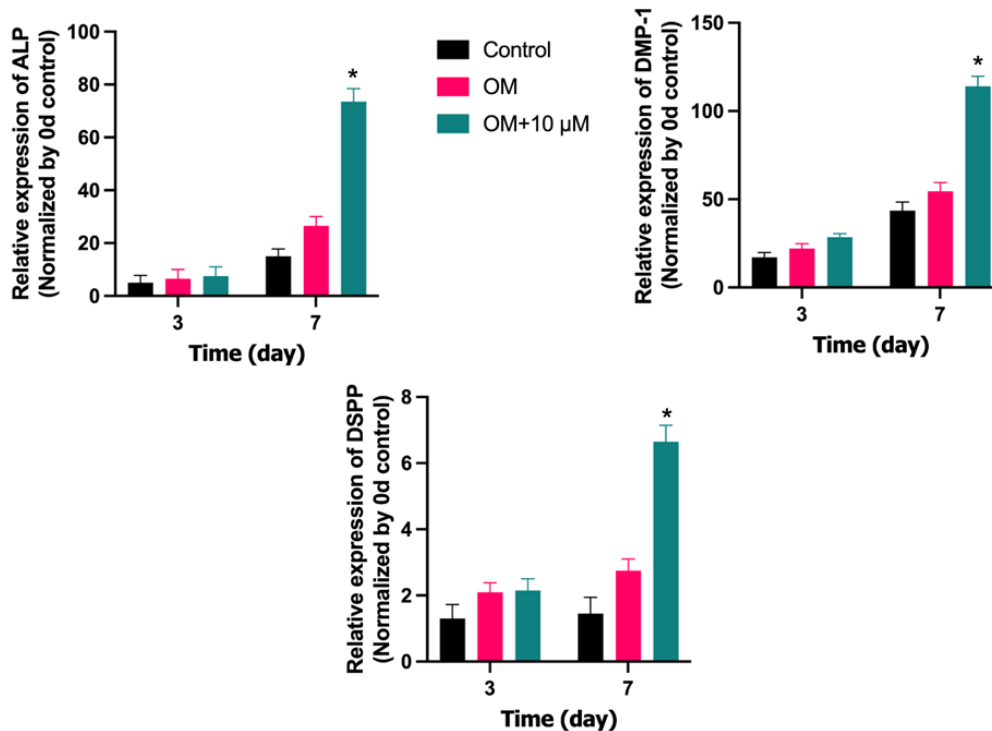 Relative expression of ALP
(Normalized by 0d control)
100
80
60
40
20
0
*
3
7
Time (day)
Control
OM
OM+10 µM
Relative expression of DMP-1
(Normalized by 0d control)
150
100
50
0
*
3
7
Time (day)
Relative expression of DSPP
(Normalized by 0d control)
8
6
4
2
0
*
3
7
Time (day)